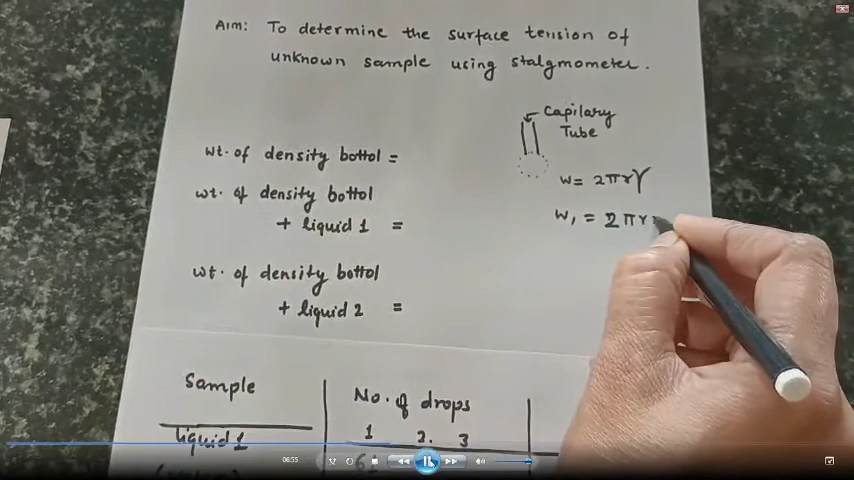 Aim: To determine the surface tension of
unknown sample using stalgmometer.
Capilary
Tube
wt. of density bottol =
w = 2πrγ
wt. of density bottol
+ liquid 1 =
w₁ = 2πr
wt. of density bottol
+ liquid 2 =
Sample
No. of drops
1 2. 3
liquid 1
06:55